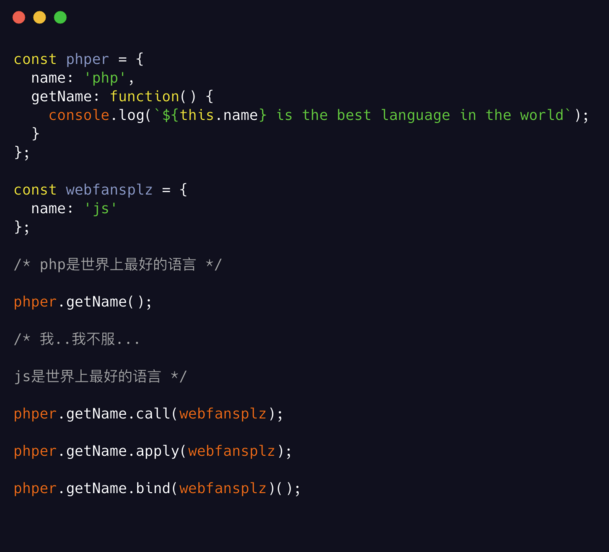 const phper = {
  name: 'php',
  getName: function() {
    console.log(`${this.name} is the best language in the world`);
  }
};
const webfansplz = {
  name: 'js'
};
/* php是世界上最好的语言 */
phper.getName();
/* 我..我不服...
js是世界上最好的语言 */
phper.getName.call(webfansplz);
phper.getName.apply(webfansplz);
phper.getName.bind(webfansplz)();